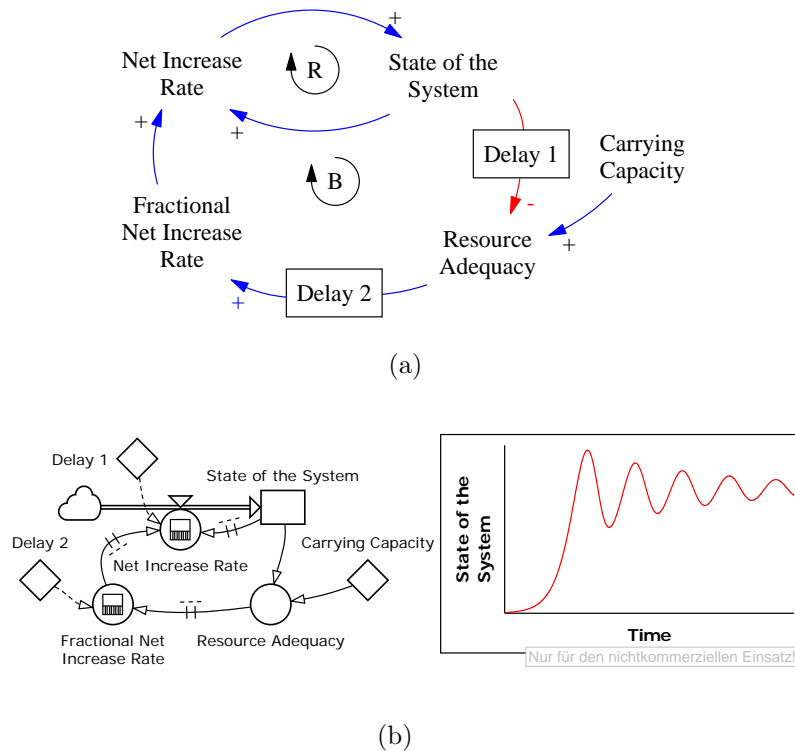 Net Increase
Rate
R
State of the
System
+
+
+
Delay 1
Carrying
Capacity
B
Fractional
Net Increase
Rate
-
+
Resource
Adequacy
Delay 2
+
(a)
Delay 1
State of the System
Delay 2
Net Increase Rate
Carrying Capacity
Fractional Net
Increase Rate
Resource Adequacy
State of the
System
Time
Nur für den nichtkommerziellen Einsatz!
(b)